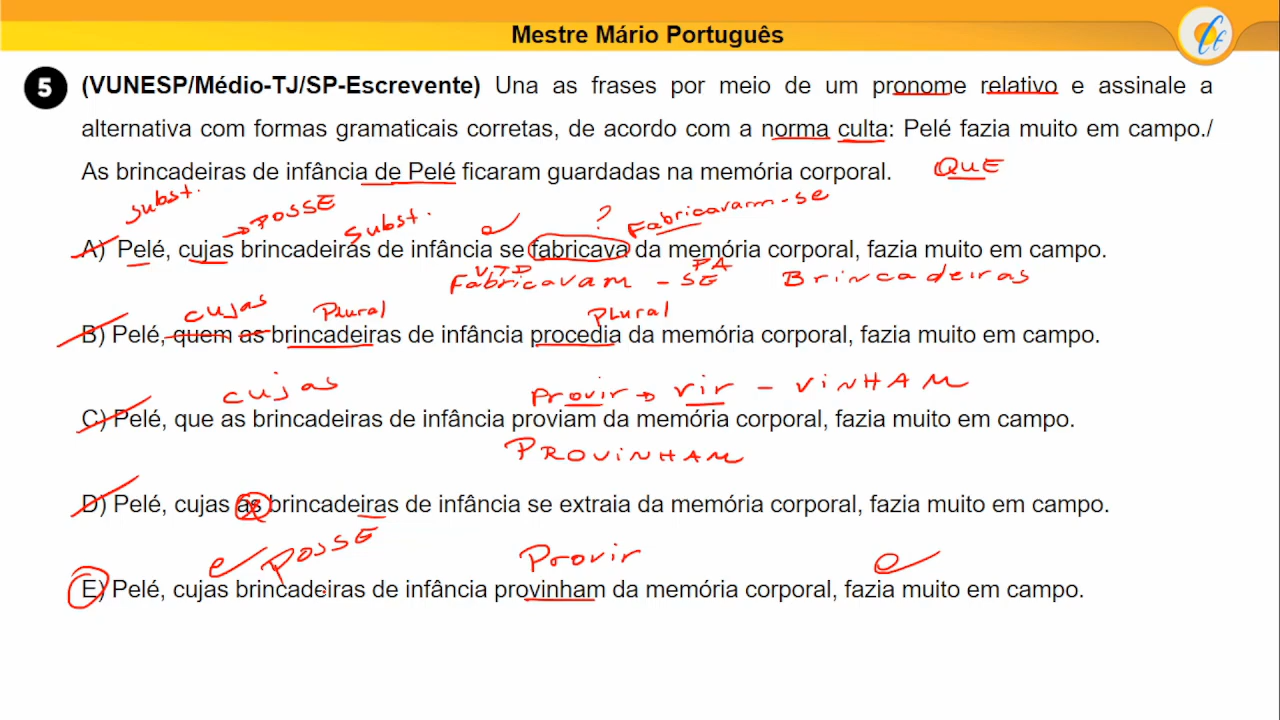 Mestre Mário Português
5 (VUNESP/Médio-TJ/SP-Escrevente) Una as frases por meio de um pronome relativo e assinale a
alternativa com formas gramaticais corretas, de acordo com a norma culta: Pelé fazia muito em campo./
As brincadeiras de infância de Pelé ficaram guardadas na memória corporal. QUE
subst. → POSSE subst. ? Fabricavam-se
A) Pelé, cujas brincadeiras de infância se fabricava da memória corporal, fazia muito em campo.
VTD PA
Fabricavam - SE Brincadeiras
cujas Plural Plural
B) Pelé, quem as brincadeiras de infância procedia da memória corporal, fazia muito em campo.
cujas Provir → vir - VINHAM
C) Pelé, que as brincadeiras de infância proviam da memória corporal, fazia muito em campo.
PROVINHAM
D) Pelé, cujas as brincadeiras de infância se extraia da memória corporal, fazia muito em campo.
POSSE Provir
E) Pelé, cujas brincadeiras de infância provinham da memória corporal, fazia muito em campo.